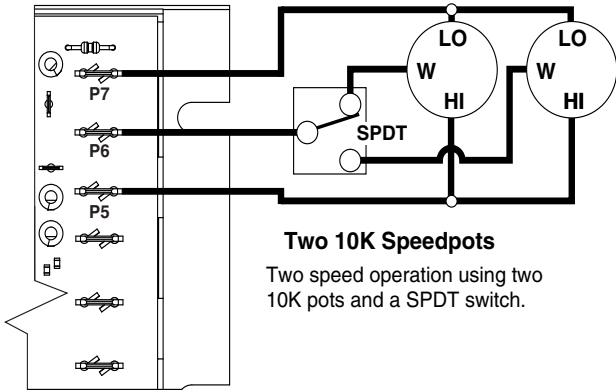 LO LO
W W
P7
HI HI
SPDT
P6
P5
Two 10K Speedpots
Two speed operation using two
10K pots and a SPDT switch.